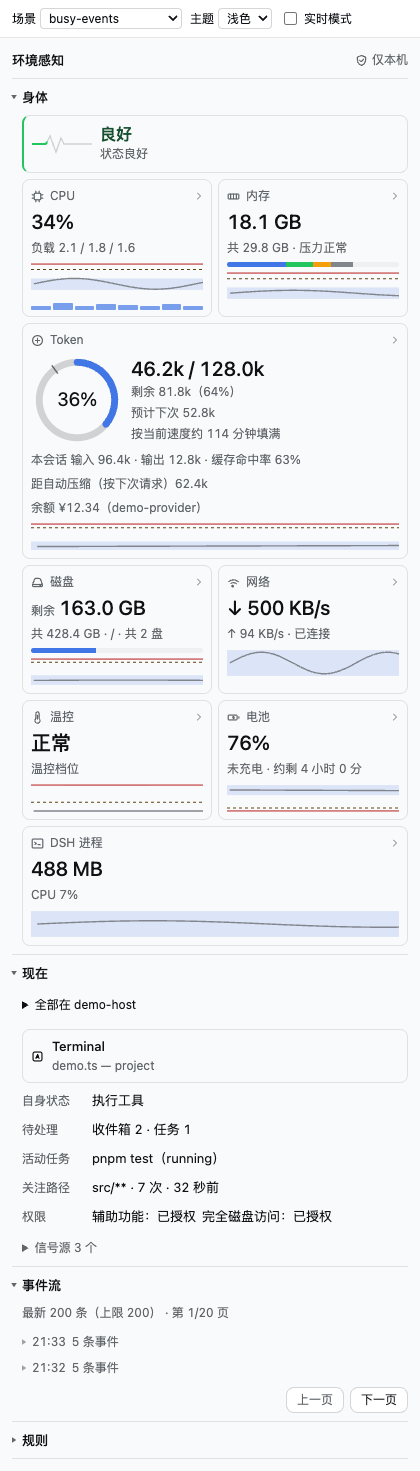 场景 busy-events 主题 浅色 实时模式
环境感知 仅本机
身体
良好
状态良好
CPU
34%
负载 2.1 / 1.8 / 1.6
内存
18.1 GB
共 29.8 GB · 压力正常
Token
36%
46.2k / 128.0k
剩余 81.8k（64%）
预计下次 52.8k
按当前速度约 114 分钟填满
本会话 输入 96.4k · 输出 12.8k · 缓存命中率 63%
距自动压缩（按下次请求）62.4k
余额 ¥12.34（demo-provider）
磁盘
剩余 163.0 GB
共 428.4 GB · / · 共 2 盘
网络
↓ 500 KB/s
↑ 94 KB/s · 已连接
温控
正常
温控档位
电池
76%
未充电 · 约剩 4 小时 0 分
DSH 进程
488 MB
CPU 7%
现在
全部在 demo-host
Terminal
demo.ts — project
自身状态 执行工具
待处理 收件箱 2 · 任务 1
活动任务 pnpm test（running）
关注路径 src/** · 7 次 · 32 秒前
权限 辅助功能：已授权 完全磁盘访问：已授权
信号源 3 个
事件流
最新 200 条（上限 200） · 第 1/20 页
21:33 5 条事件
21:32 5 条事件
上一页 下一页
规则